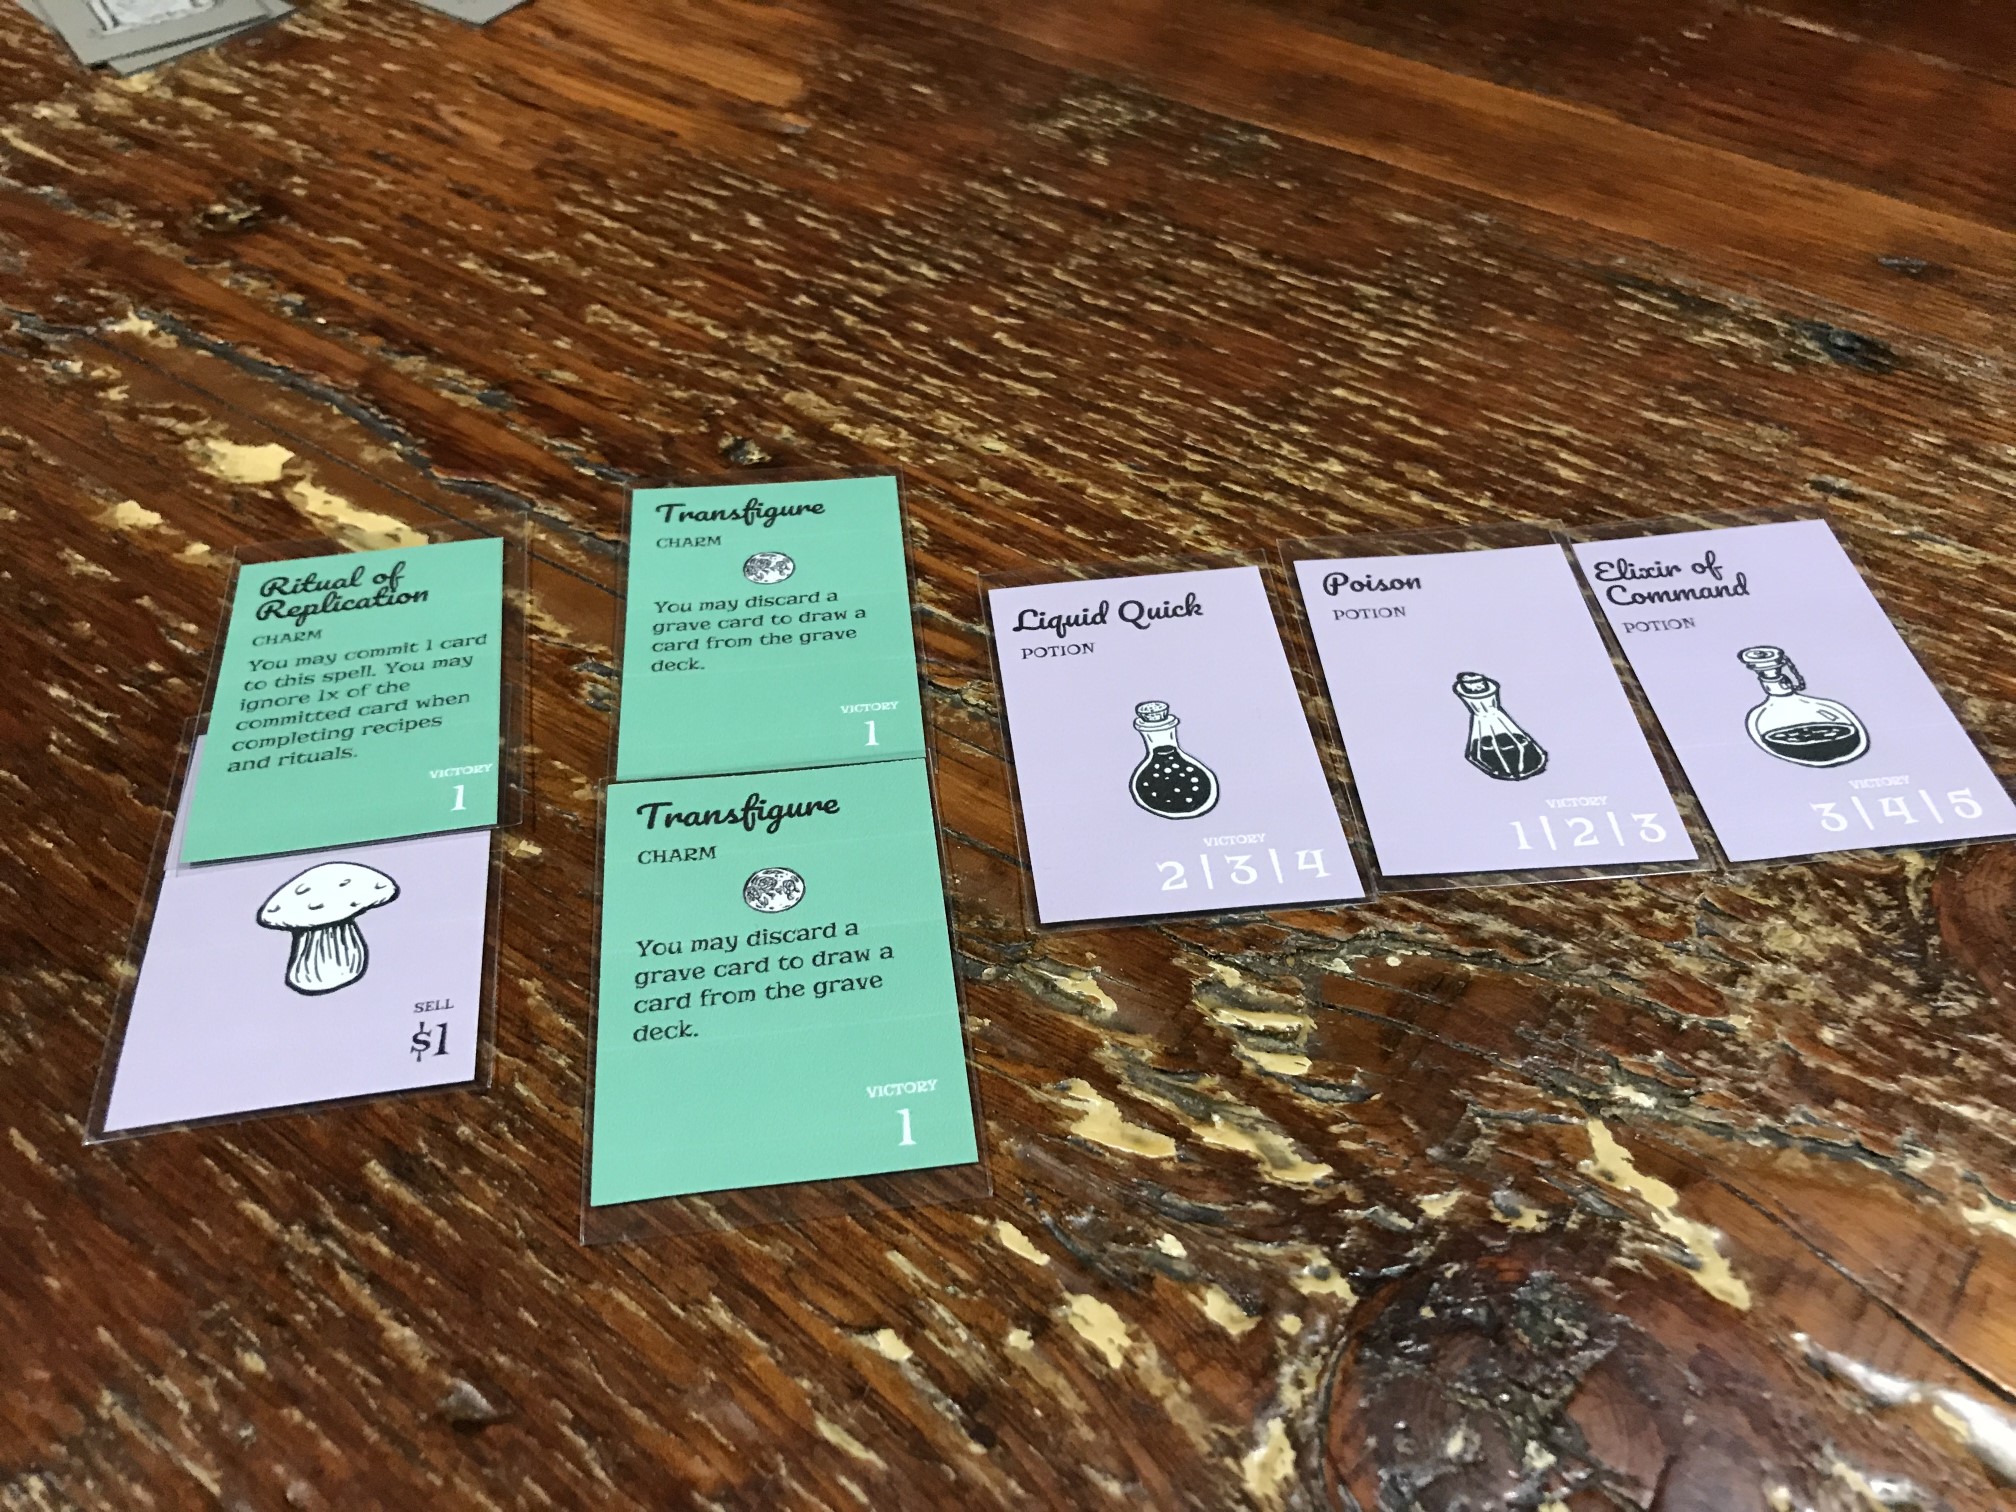 Ritual of
Replication
CHARM
You may commit 1 card
to this spell. You may
ignore 1x of the
committed card when
completing recipes
and rituals.
VICTORY
1
SELL
$1
Transfigure
CHARM
You may discard a
grave card to draw a
card from the grave
deck.
VICTORY
1
Transfigure
CHARM
You may discard a
grave card to draw a
card from the grave
deck.
VICTORY
1
Liquid Quick
POTION
VICTORY
2|3|4
Poison
POTION
VICTORY
1|2|3
Elixir of
Command
POTION
VICTORY
3|4|5